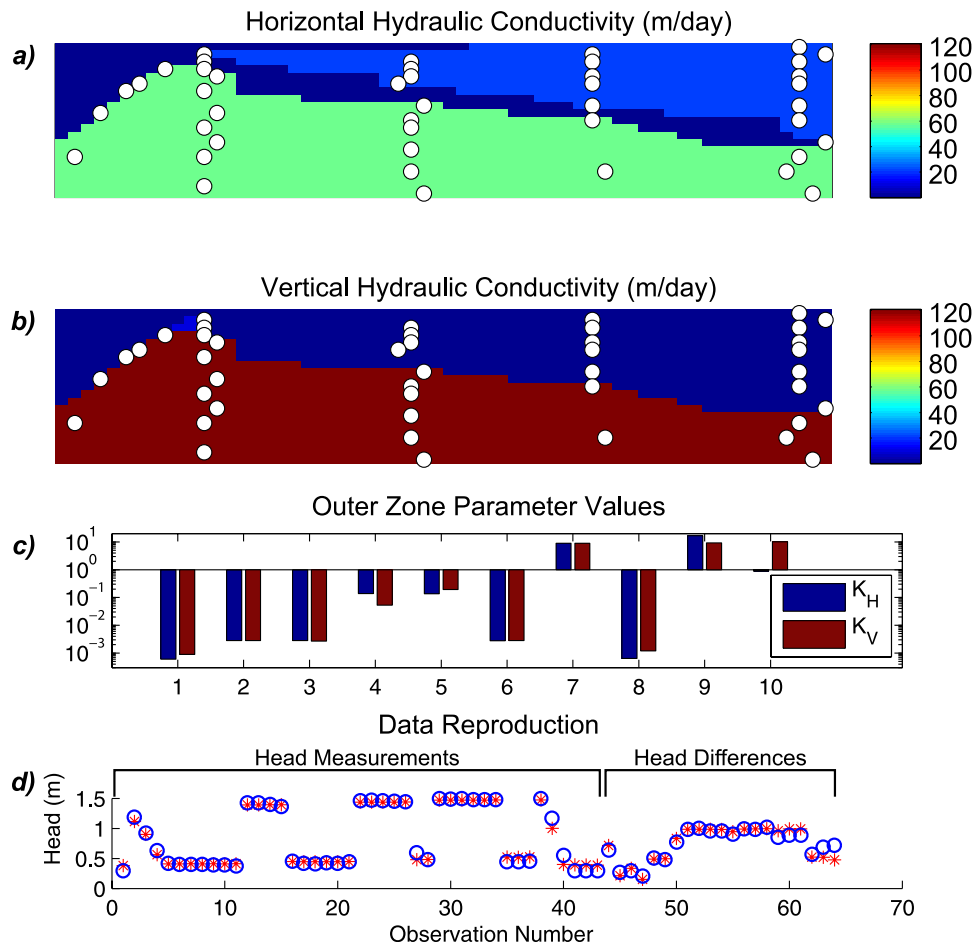 Horizontal Hydraulic Conductivity (m/day)
a)
120
100
80
60
40
20
Vertical Hydraulic Conductivity (m/day)
b)
120
100
80
60
40
20
Outer Zone Parameter Values
c)
10^1
10^0
10^-1
10^-2
10^-3
K_H
K_V
1 2 3 4 5 6 7 8 9 10
Data Reproduction
Head Measurements Head Differences
d)
Head (m)
1.5
1
0.5
0
0 10 20 30 40 50 60 70
Observation Number